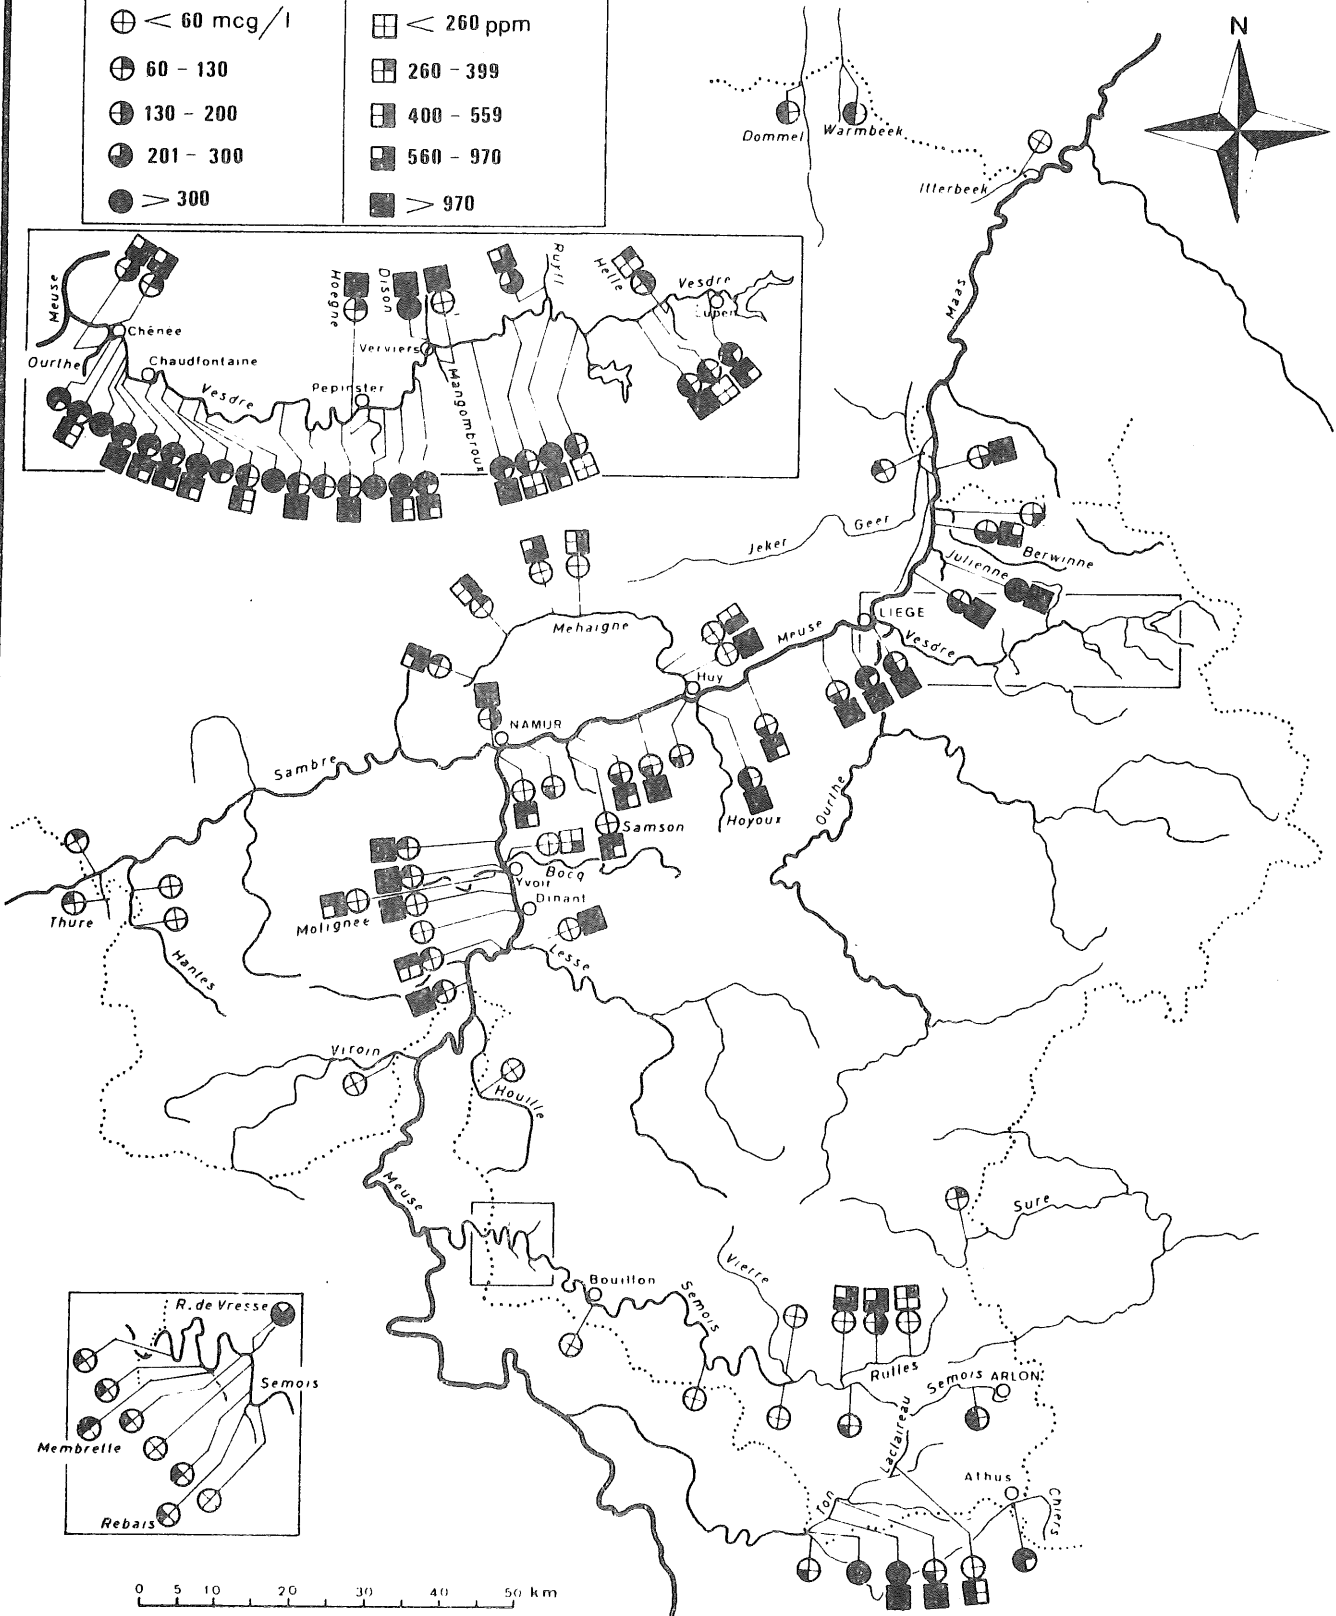 < 60 mcg/l
60 - 130
130 - 200
201 - 300
> 300
< 260 ppm
260 - 399
400 - 559
560 - 970
> 970
N
Dommel
Warmbeek
Itterbeek
Maas
Meuse
Chênée
Ourthe
Chaudfontaine
Vesdre
Hoegne
Dison
Verviers
Pepinster
Mangombroux
Ruyff
Helle
Vesdre
Eupen
Jeker
Geer
Berwinne
Julienne
LIEGE
Vesdre
Mehaigne
Meuse
Huy
NAMUR
Sambre
Samson
Hoyoux
Ourthe
Bocq
Yvoir
Dinant
Molignee
Thure
Hantes
Lesse
Viroin
Houille
Meuse
Sure
Vierre
Bouillon
Semois
Rulles
Semois
ARLON
Laclaireau
Ton
Athus
Chiers
R. de Vresse
Semois
Membrette
Rebais
0 5 10 20 30 40 50 km